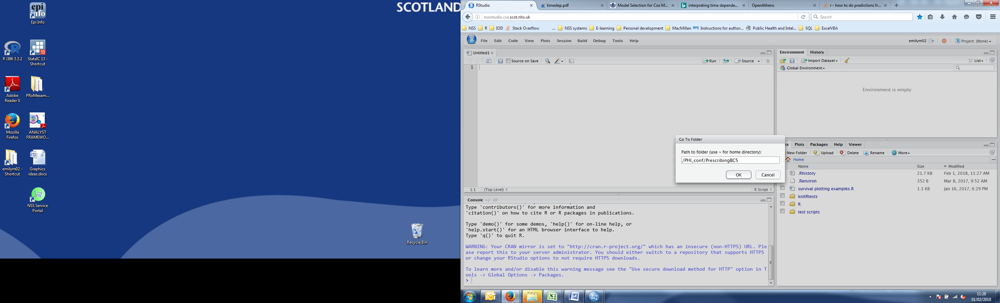 SCOTLAND
epi
info
Epi Info
R i386 3.3.2
13
StataIC 13 -
Shortcut
Adobe
Reader X
PRoMexam...
Mozilla
Firefox
ANALYST
FRAMEWO...
emilym02 -
Shortcut
Graphics
ideas.docx
NSS Service
Portal
Recycle Bin
RStudio
timedep.pdf
Model Selection for Cox M...
interpreting time depende...
OpenAthens
r - how to do predictions fr...
nssrstudio.csa.scot.nhs.uk
Search
NSS
R
IOD
Stack Overflow
...
NSS systems
E-learning
Personal development
MacMillan
BMJ Instructions for author...
Public Health and Intel...
SQL
ExcelVBA
R
File Edit Code View Plots Session Build Debug Tools Help
emilym02
Project: (None)
Untitled1
Source on Save
Run
Source
1
1:1
(Top Level)
R Script
Environment History
Import Dataset
List
Global Environment
Environment is empty
Go To Folder
Path to folder (use ~ for home directory):
/PHI_conf/PrescribingBCS
OK
Cancel
es Plots Packages Help Viewer
New Folder Upload Delete Rename More
Home
...
Name Size Modified
.Rhistory 21.7 KB Feb 1, 2018, 11:27 AM
.Renviron 352 B Mar 8, 2017, 9:52 AM
survival plotting examples.R 1.1 KB Jan 16, 2017, 6:29 PM
knitRtests
R
test scripts
Console ~/
Type 'contributors()' for more information and
'citation()' on how to cite R or R packages in publications.
Type 'demo()' for some demos, 'help()' for on-line help, or
'help.start()' for an HTML browser interface to help.
Type 'q()' to quit R.
WARNING: Your CRAN mirror is set to "http://cran.r-project.org/" which has an insecure (non-HTTPS) URL. Ple
ase report this to your server administrator. You should either switch to a repository that supports HTTPS
or change your RStudio options to not require HTTPS downloads.
To learn more and/or disable this warning message see the "Use secure download method for HTTP" option in T
ools -> Global Options -> Packages.
>
11:28
01/02/2018